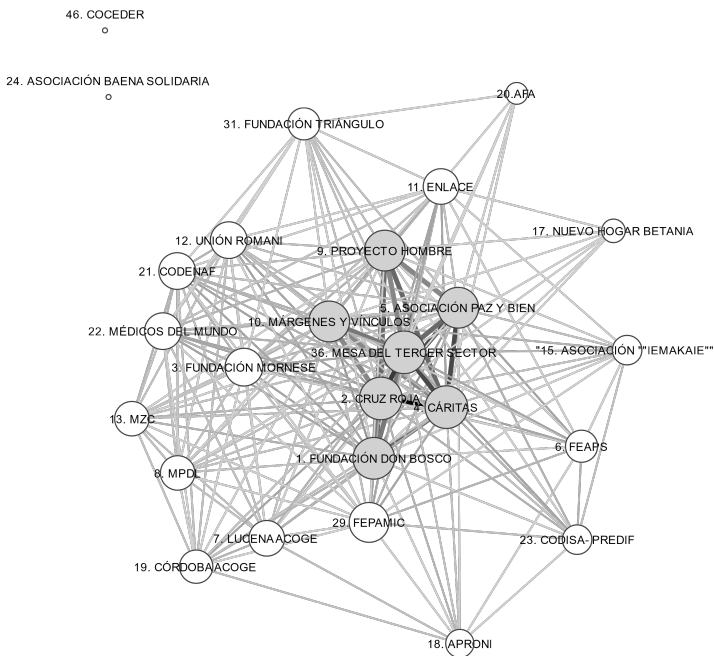 46. COCEDER
24. ASOCIACIÓN BAENA SOLIDARIA
20.AFA
31. FUNDACIÓN TRIÁNGULO
11. ENLACE
17. NUEVO HOGAR BETANIA
12. UNIÓN ROMANI
9. PROYECTO HOMBRE
21. CODENAF
5. ASOCIACIÓN PAZ Y BIEN
10. MÁRGENES Y VÍNCULOS
22. MÉDICOS DEL MUNDO
36. MESA DEL TERCER SECTOR
"15. ASOCIACIÓN ""IEMAKAIE""
3. FUNDACIÓN MORNESE
2. CRUZ ROJA
4. CÁRITAS
13. MZC
6. FEAPS
1. FUNDACIÓN DON BOSCO
8. MPDL
29. FEPAMIC
7. LUCENA ACOGE
23. CODISA- PREDIF
19. CÓRDOBA ACOGE
18. APRONI